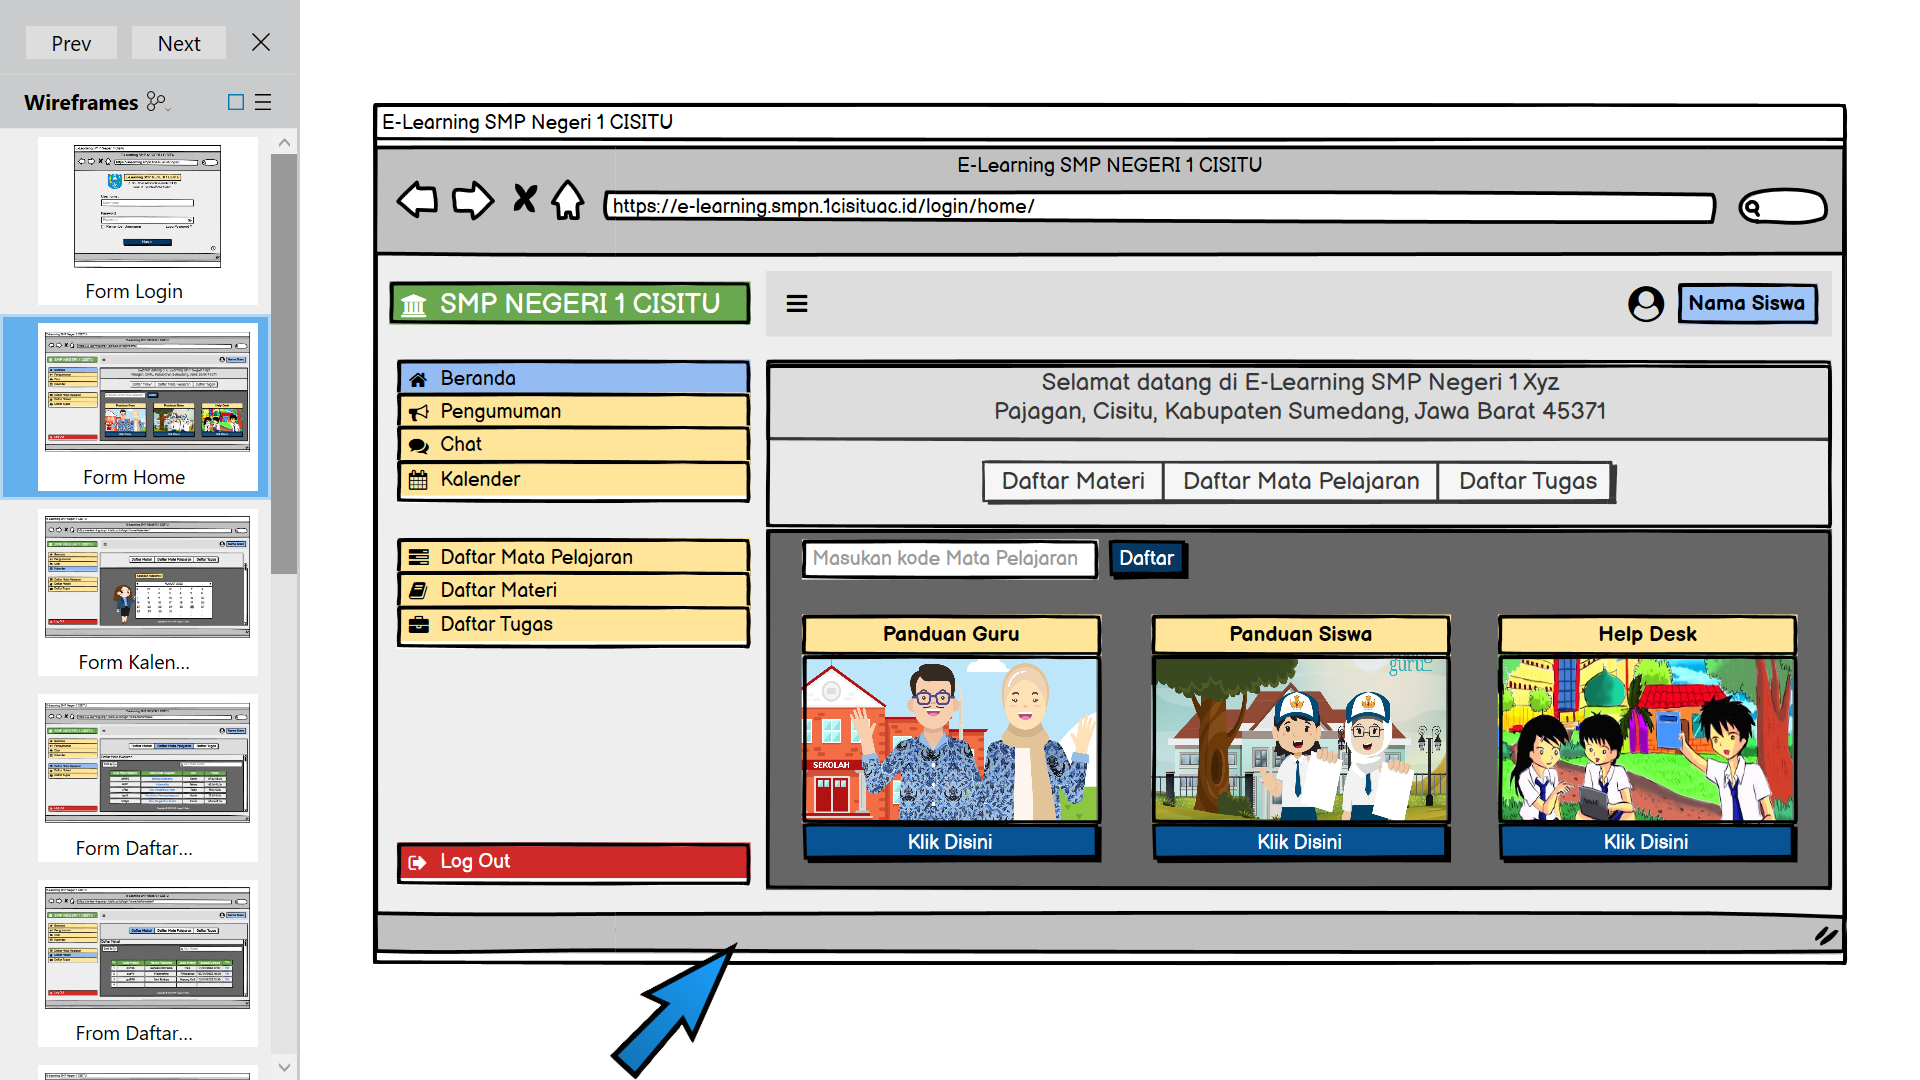 Prev
Next
Wireframes
Form Login
Form Home
Form Kalen...
Form Daftar...
From Daftar...
E-Learning SMP Negeri 1 CISITU
E-Learning SMP NEGERI 1 CISITU
https://e-learning.smpn.1cisituac.id/login/home/
SMP NEGERI 1 CISITU
Nama Siswa
Beranda
Pengumuman
Chat
Kalender
Daftar Mata Pelajaran
Daftar Materi
Daftar Tugas
Log Out
Selamat datang di E-Learning SMP Negeri 1 Xyz
Pajagan, Cisitu, Kabupaten Sumedang, Jawa Barat 45371
Daftar Materi
Daftar Mata Pelajaran
Daftar Tugas
Masukan kode Mata Pelajaran
Daftar
Panduan Guru
Panduan Siswa
Help Desk
SEKOLAH
guru
Klik Disini
Klik Disini
Klik Disini